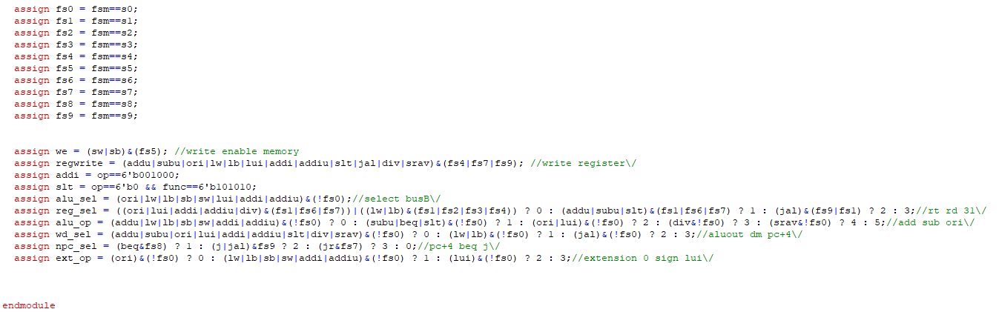 assign fs0 = fsm==s0;
assign fs1 = fsm==s1;
assign fs2 = fsm==s2;
assign fs3 = fsm==s3;
assign fs4 = fsm==s4;
assign fs5 = fsm==s5;
assign fs6 = fsm==s6;
assign fs7 = fsm==s7;
assign fs8 = fsm==s8;
assign fs9 = fsm==s9;
assign we = (sw|sb)&(fs5); //write enable memory
assign regwrite = (addu|subu|ori|lw|lb|lui|addi|addiu|slt|jal|div|srav)&(fs4|fs7|fs9); //write register\/
assign addi = op==6'b001000;
assign slt = op==6'b0 && func==6'b101010;
assign alu_sel = (ori|lw|lb|sb|sw|lui|addi|addiu)&(!fs0);//select busB\/
assign reg_sel = ((ori|lui|addi|addiu|div)&(fs1|fs6|fs7))|((lw|lb)&(fs1|fs2|fs3|fs4)) ? 0 : (addu|subu|slt)&(fs1|fs6|fs7) ? 1 : (jal)&(fs9|fs1) ? 2 : 3;//rt rd 31\/
assign alu_op = (addu|lw|lb|sb|sw|addi|addiu)&(!fs0) ? 0 : (subu|beq|slt)&(!fs0) ? 1 : (ori|lui)&(!fs0) ? 2 : (div&!fs0) ? 3 : (srav&!fs0) ? 4 : 5;//add sub ori\/
assign wd_sel = (addu|subu|ori|lui|addi|addiu|slt|div|srav)&(!fs0) ? 0 : (lw|lb)&(!fs0) ? 1 : (jal)&(!fs0) ? 2 : 3;//aluout dm pc+4\/
assign npc_sel = (beq&fs8) ? 1 : (j|jal)&fs9 ? 2 : (jr&fs7) ? 3 : 0;//pc+4 beq j\/
assign ext_op = (ori)&(!fs0) ? 0 : (lw|lb|sb|sw|addi|addiu)&(!fs0) ? 1 : (lui)&(!fs0) ? 2 : 3;//extension 0 sign lui\/
endmodule